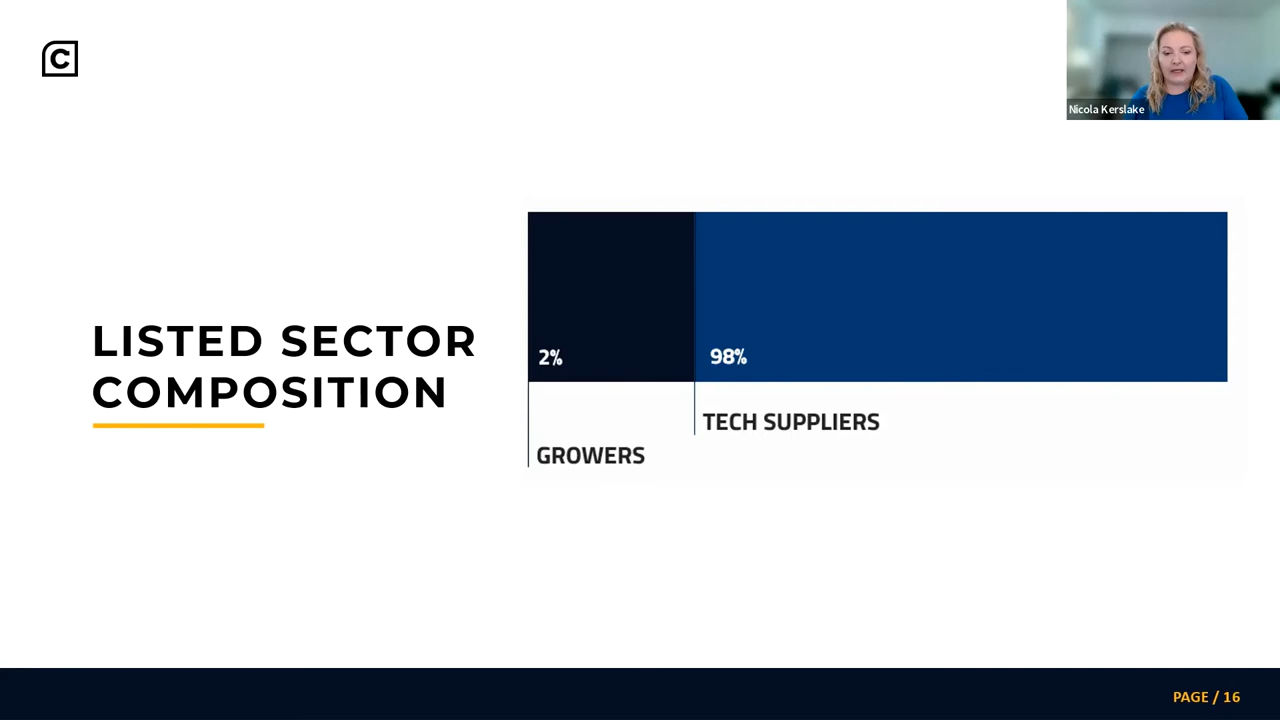 C
Nicola Kerslake
LISTED SECTOR
COMPOSITION
2%
98%
TECH SUPPLIERS
GROWERS
PAGE / 16